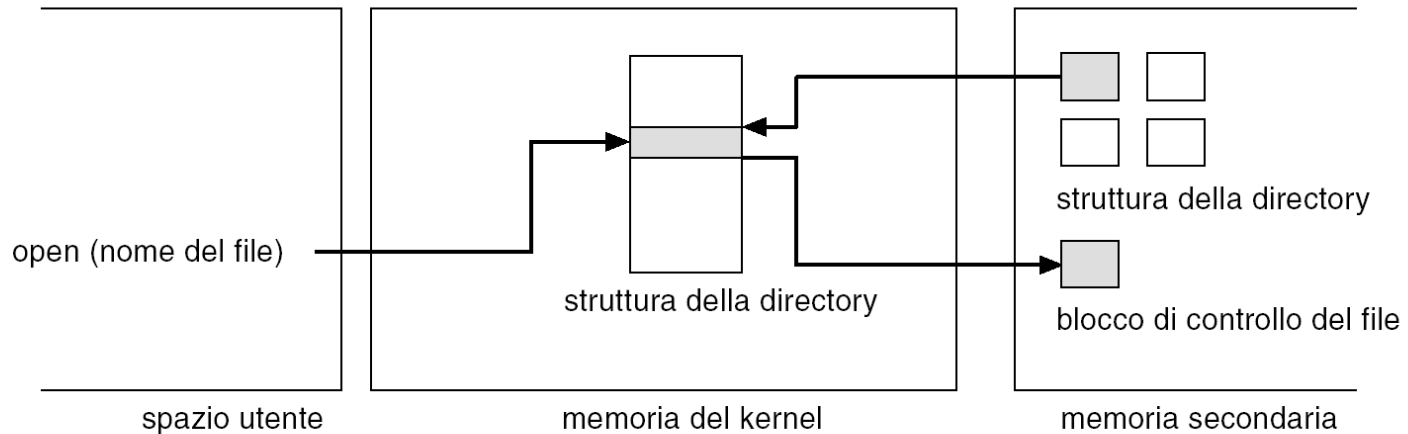 struttura della directory
open (nome del file)
struttura della directory
blocco di controllo del file
spazio utente
memoria del kernel
memoria secondaria